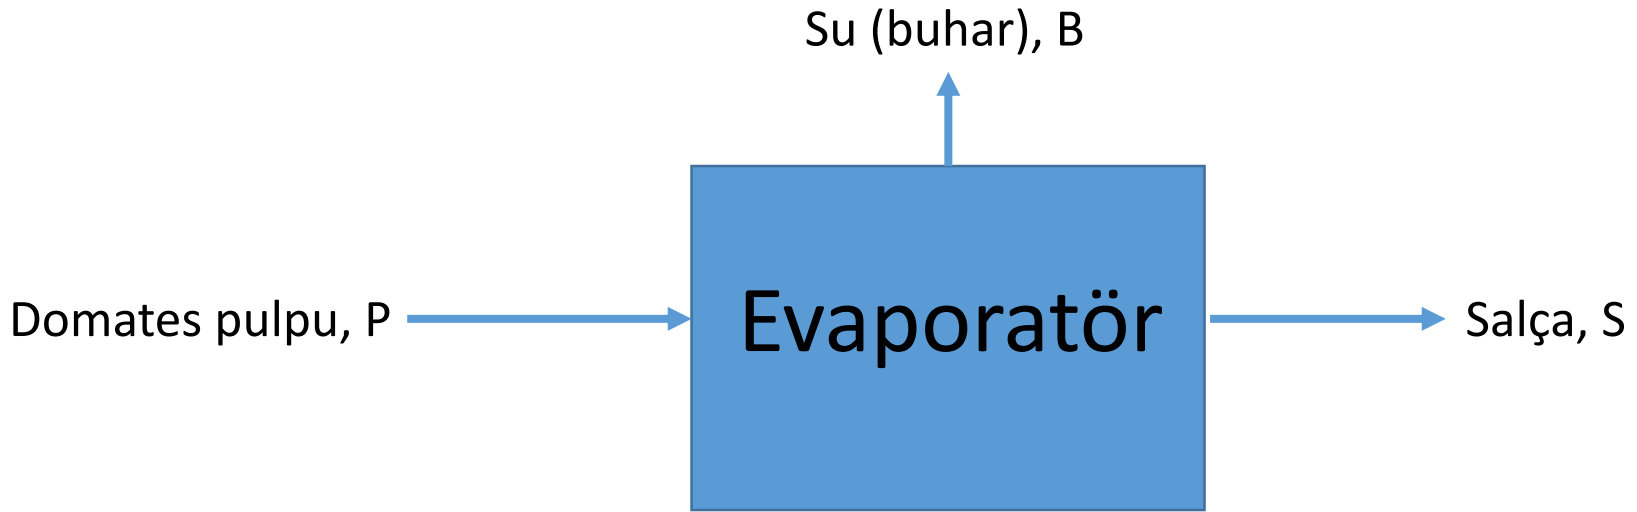 Su (buhar), B
Domates pulpu, P
Evaporatör
Salça, S